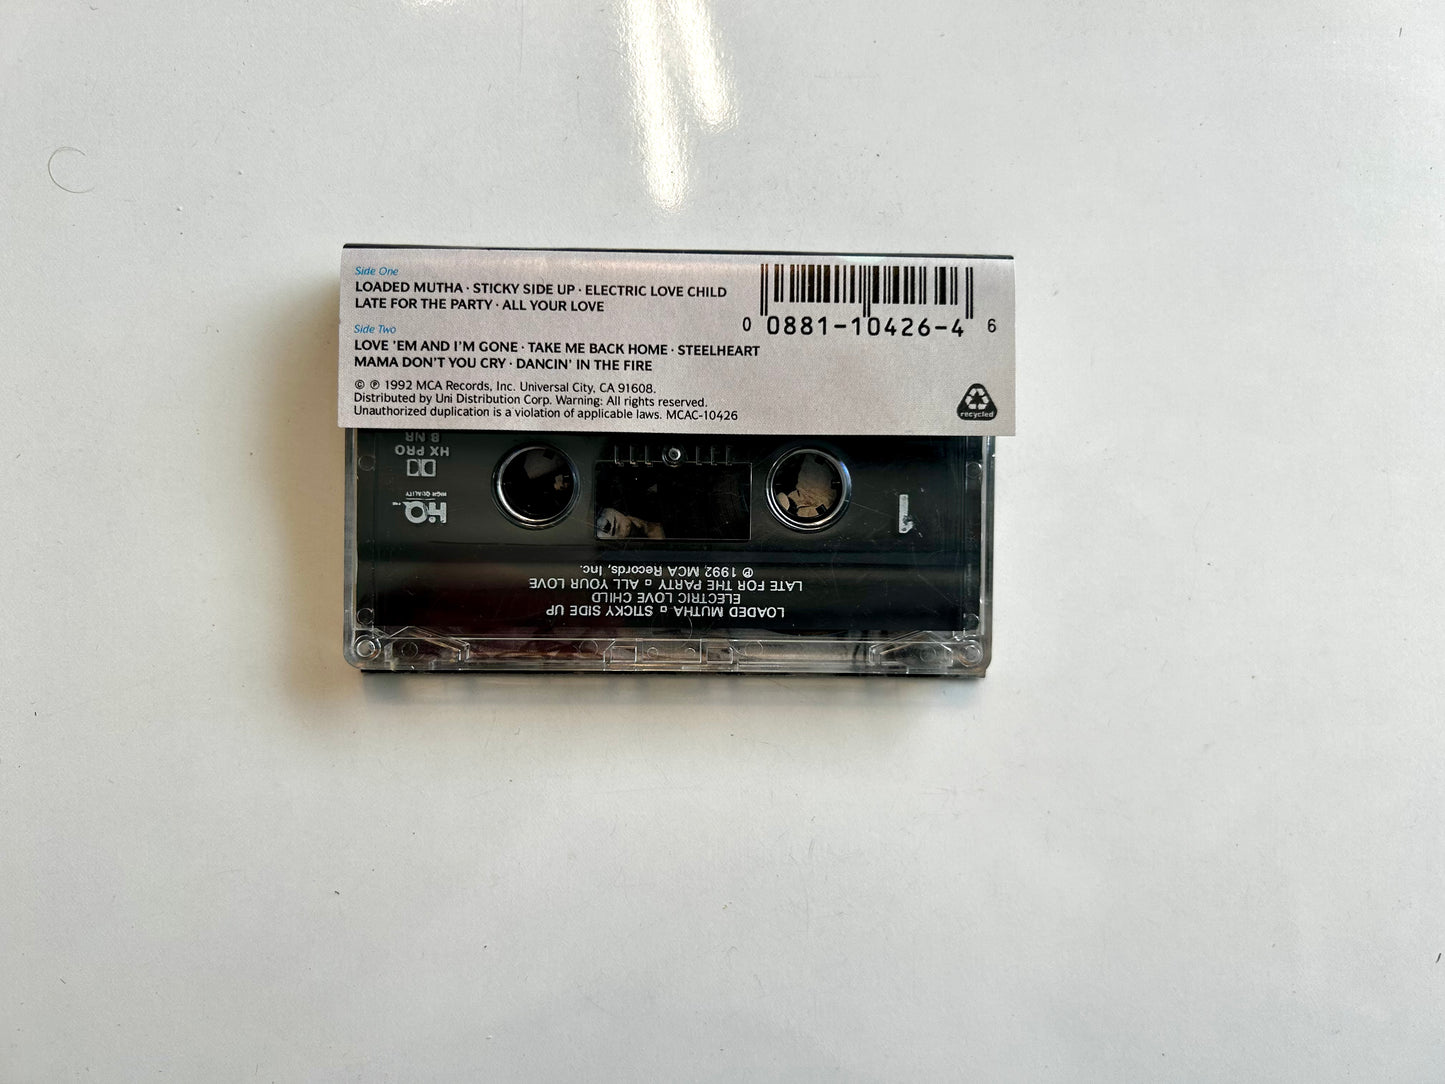 Side One
LOADED MUTHA · STICKY SIDE UP · ELECTRIC LOVE CHILD
LATE FOR THE PARTY · ALL YOUR LOVE
Side Two
LOVE 'EM AND I'M GONE · TAKE ME BACK HOME · STEELHEART
MAMA DON'T YOU CRY · DANCIN' IN THE FIRE
© ℗ 1992 MCA Records, Inc. Universal City, CA 91608.
Distributed by Uni Distribution Corp. Warning: All rights reserved.
Unauthorized duplication is a violation of applicable laws. MCAC-10426
0 0881-10426-4 6
recycled
LOADED MUTHA ▫ STICKY SIDE UP
ELECTRIC LOVE CHILD
LATE FOR THE PARTY ▫ ALL YOUR LOVE
℗ 1992 MCA Records, Inc.
1
HiQ
HIGH QUALITY
HX PRO
B NR